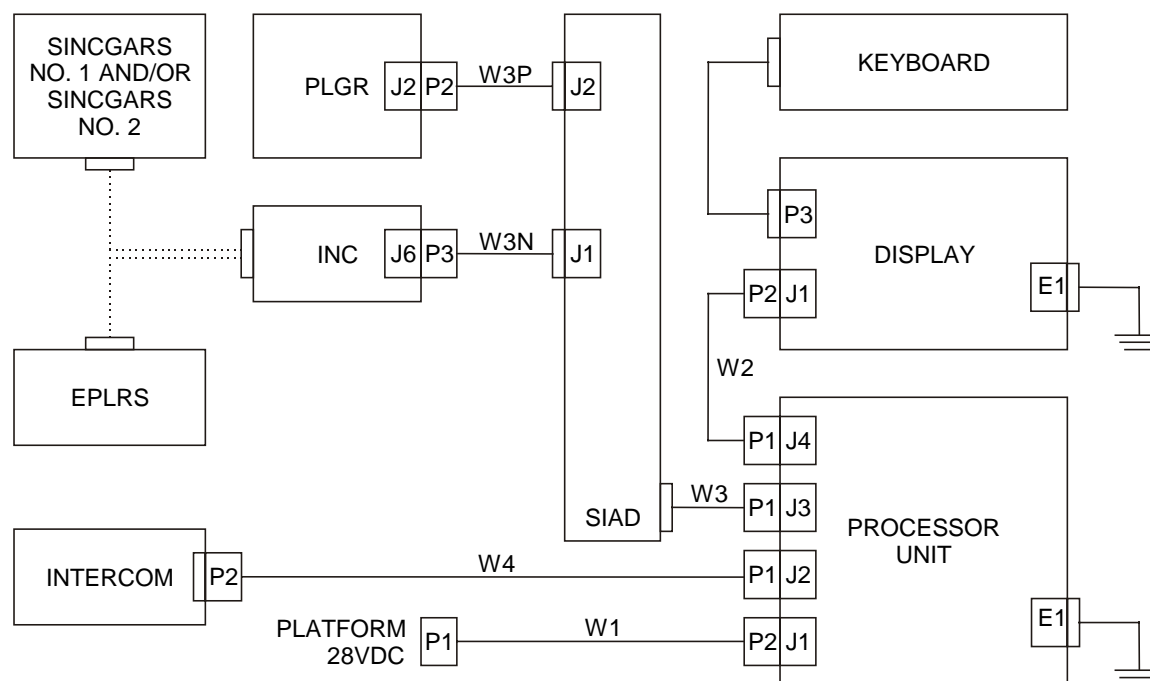 SINCGARS
NO. 1 AND/OR
SINCGARS
NO. 2
PLGR
J2
P2
W3P
J2
KEYBOARD
P3
DISPLAY
INC
J6
P3
W3N
J1
P2
J1
E1
EPLRS
W2
P1
J4
SIAD
W3
P1
J3
PROCESSOR
UNIT
INTERCOM
P2
W4
P1
J2
PLATFORM
28VDC
P1
W1
P2
J1
E1